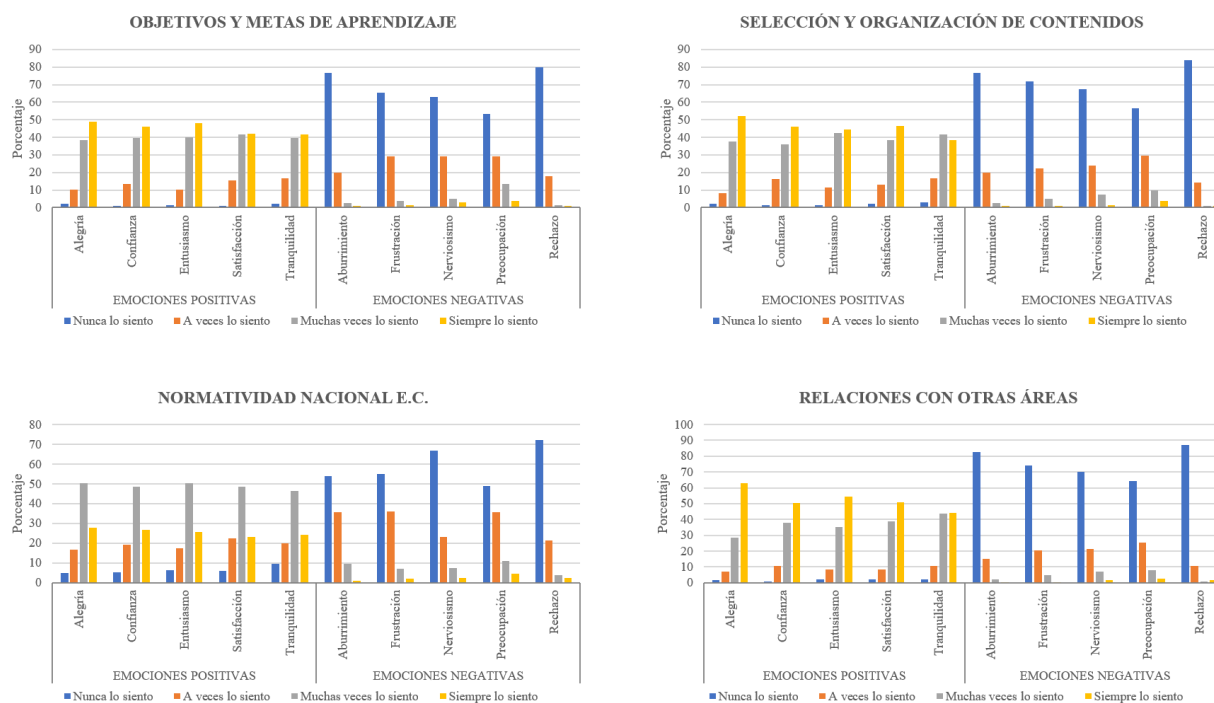 OBJETIVOS Y METAS DE APRENDIZAJE
90
80
70
60
50
40
30
20
10
0
Porcentaje
Alegría
Confianza
Entusiasmo
Satisfacción
Tranquilidad
Aburrimiento
Frustración
Nerviosismo
Preocupación
Rechazo
EMOCIONES POSITIVAS
EMOCIONES NEGATIVAS
Nunca lo siento
A veces lo siento
Muchas veces lo siento
Siempre lo siento
SELECCIÓN Y ORGANIZACIÓN DE CONTENIDOS
90
80
70
60
50
40
30
20
10
0
Porcentaje
Alegría
Confianza
Entusiasmo
Satisfacción
Tranquilidad
Aburrimiento
Frustración
Nerviosismo
Preocupación
Rechazo
EMOCIONES POSITIVAS
EMOCIONES NEGATIVAS
Nunca lo siento
A veces lo siento
Muchas veces lo siento
Siempre lo siento
NORMATIVIDAD NACIONAL E.C.
80
70
60
50
40
30
20
10
0
Porcentaje
Alegría
Confianza
Entusiasmo
Satisfacción
Tranquilidad
Aburrimiento
Frustración
Nerviosismo
Preocupación
Rechazo
EMOCIONES POSITIVAS
EMOCIONES NEGATIVAS
Nunca lo siento
A veces lo siento
Muchas veces lo siento
Siempre lo siento
RELACIONES CON OTRAS ÁREAS
100
90
80
70
60
50
40
30
20
10
0
Porcentaje
Alegría
Confianza
Entusiasmo
Satisfacción
Tranquilidad
Aburrimiento
Frustración
Nerviosismo
Preocupación
Rechazo
EMOCIONES POSITIVAS
EMOCIONES NEGATIVAS
Nunca lo siento
A veces lo siento
Muchas veces lo siento
Siempre lo siento